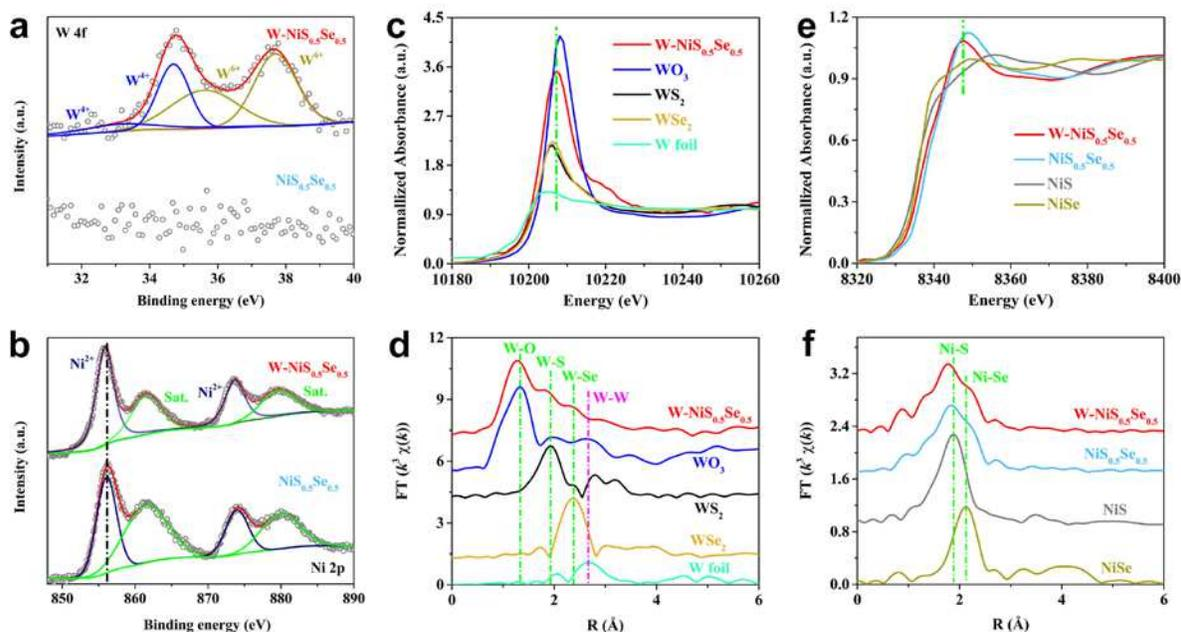 a
W 4f
W-NiS0.5Se0.5
W4+
W6+
W6+
W4+
NiS0.5Se0.5
Intensity (a.u.)
32 34 36 38 40
Binding energy (eV)
b
Ni2+
W-NiS0.5Se0.5
Sat.
Ni2+
Sat.
NiS0.5Se0.5
Ni 2p
Intensity (a.u.)
850 860 870 880 890
Binding energy (eV)
c
4.5
3.6
2.7
1.8
0.9
0.0
Normallized Absorbance (a.u.)
W-NiS0.5Se0.5
WO3
WS2
WSe2
W foil
10180 10200 10220 10240 10260
Energy (eV)
d
12
9
6
3
0
FT (k3 χ(k))
W-O
W-S
W-Se
W-W
W-NiS0.5Se0.5
WO3
WS2
WSe2
W foil
0 2 4 6
R (Å)
e
1.2
0.9
0.6
0.3
0.0
Normallized Absorbance (a.u.)
W-NiS0.5Se0.5
NiS0.5Se0.5
NiS
NiSe
8320 8340 8360 8380 8400
Energy (eV)
f
3.2
2.4
1.6
0.8
0.0
FT (k3 χ(k))
Ni-S
Ni-Se
W-NiS0.5Se0.5
NiS0.5Se0.5
NiS
NiSe
0 2 4 6
R (Å)